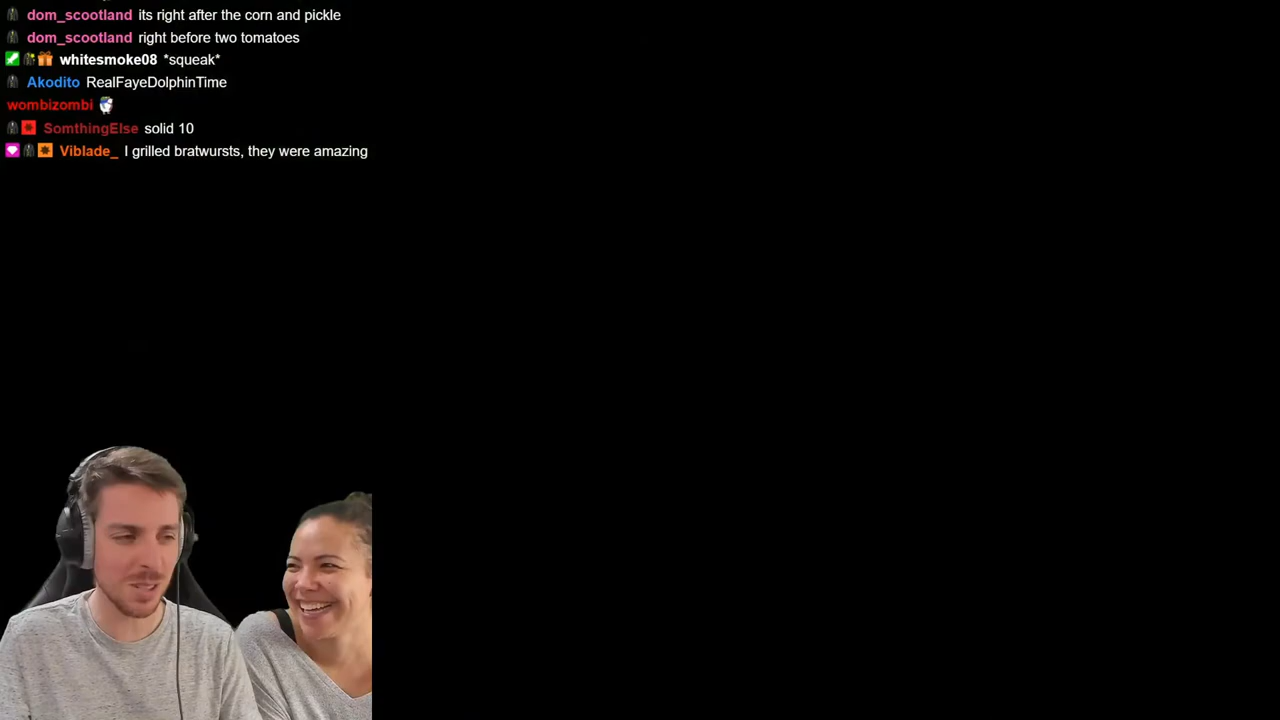 dom_scootland its right after the corn and pickle
dom_scootland right before two tomatoes
whitesmoke08 *squeak*
Akodito RealFayeDolphinTime
wombizombi
SomthingElse solid 10
Viblade_ I grilled bratwursts, they were amazing